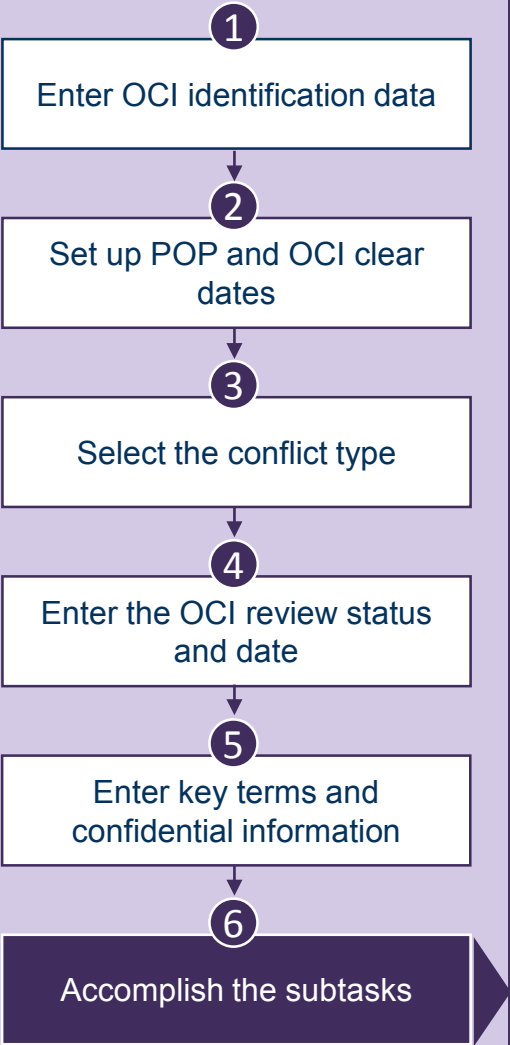 1
Enter OCI identification data
2
Set up POP and OCI clear
dates
3
Select the conflict type
4
Enter the OCI review status
and date
5
Enter key terms and
confidential information
6
Accomplish the subtasks